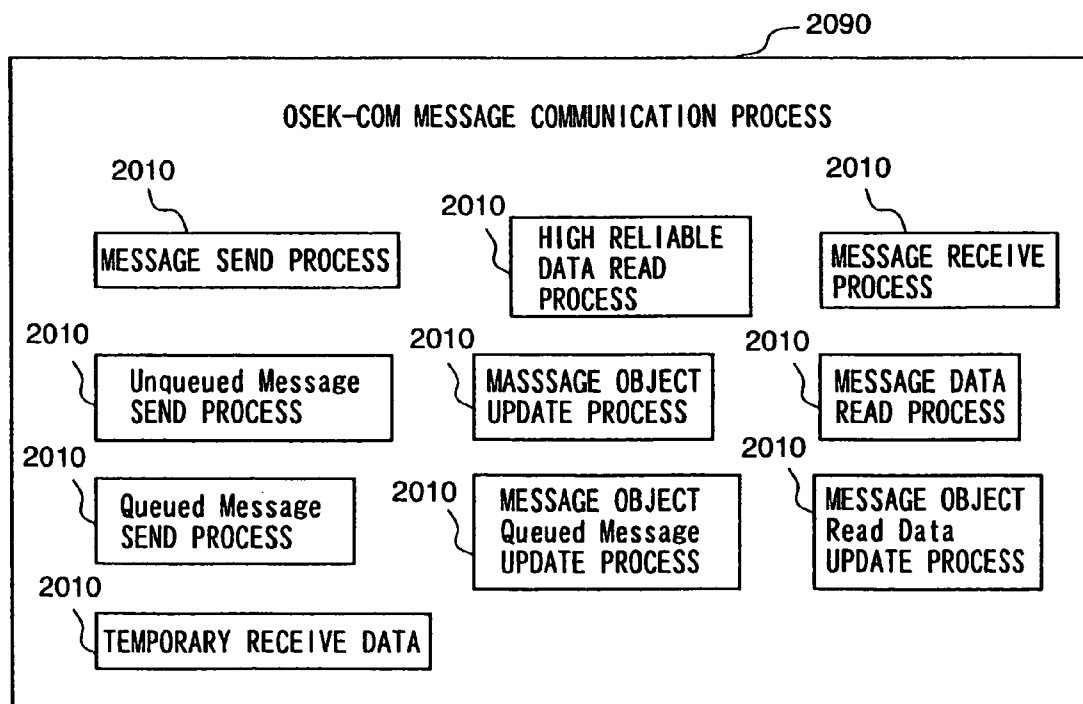 2090
OSEK-COM MESSAGE COMMUNICATION PROCESS
2010
MESSAGE SEND PROCESS
2010
HIGH RELIABLE
DATA READ
PROCESS
2010
MESSAGE RECEIVE
PROCESS
2010
Unqueued Message
SEND PROCESS
2010
MASSSAGE OBJECT
UPDATE PROCESS
2010
MESSAGE DATA
READ PROCESS
2010
Queued Message
SEND PROCESS
2010
MESSAGE OBJECT
Queued Message
UPDATE PROCESS
2010
MESSAGE OBJECT
Read Data
UPDATE PROCESS
2010
TEMPORARY RECEIVE DATA